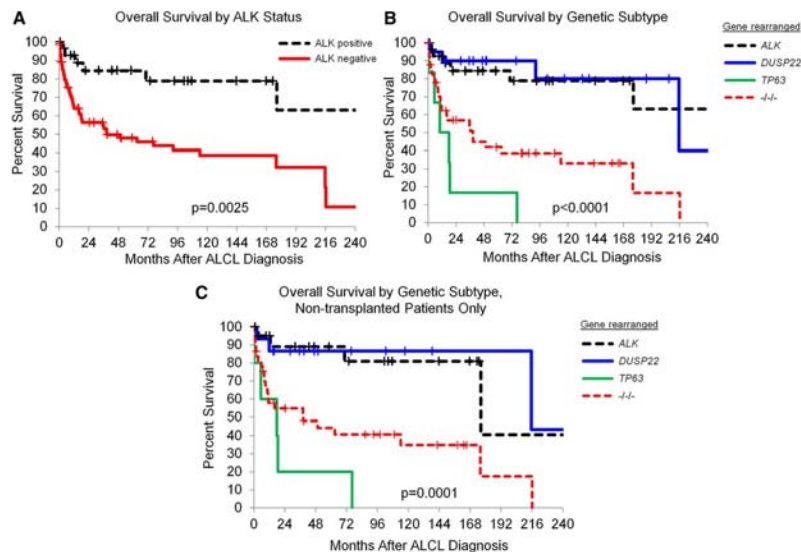 A
Overall Survival by ALK Status
100
90
80
70
60
50
40
30
20
10
0
Percent Survival
ALK positive
ALK negative
p=0.0025
0 24 48 72 96 120 144 168 192 216 240
Months After ALCL Diagnosis
B
Overall Survival by Genetic Subtype
100
90
80
70
60
50
40
30
20
10
0
Percent Survival
p<0.0001
0 24 48 72 96 120 144 168 192 216 240
Months After ALCL Diagnosis
Gene rearranged
ALK
DUSP22
TP63
-/-/-
C
Overall Survival by Genetic Subtype,
Non-transplanted Patients Only
100
90
80
70
60
50
40
30
20
10
0
Percent Survival
p=0.0001
0 24 48 72 96 120 144 168 192 216 240
Months After ALCL Diagnosis
Gene rearranged
ALK
DUSP22
TP63
-/-/-